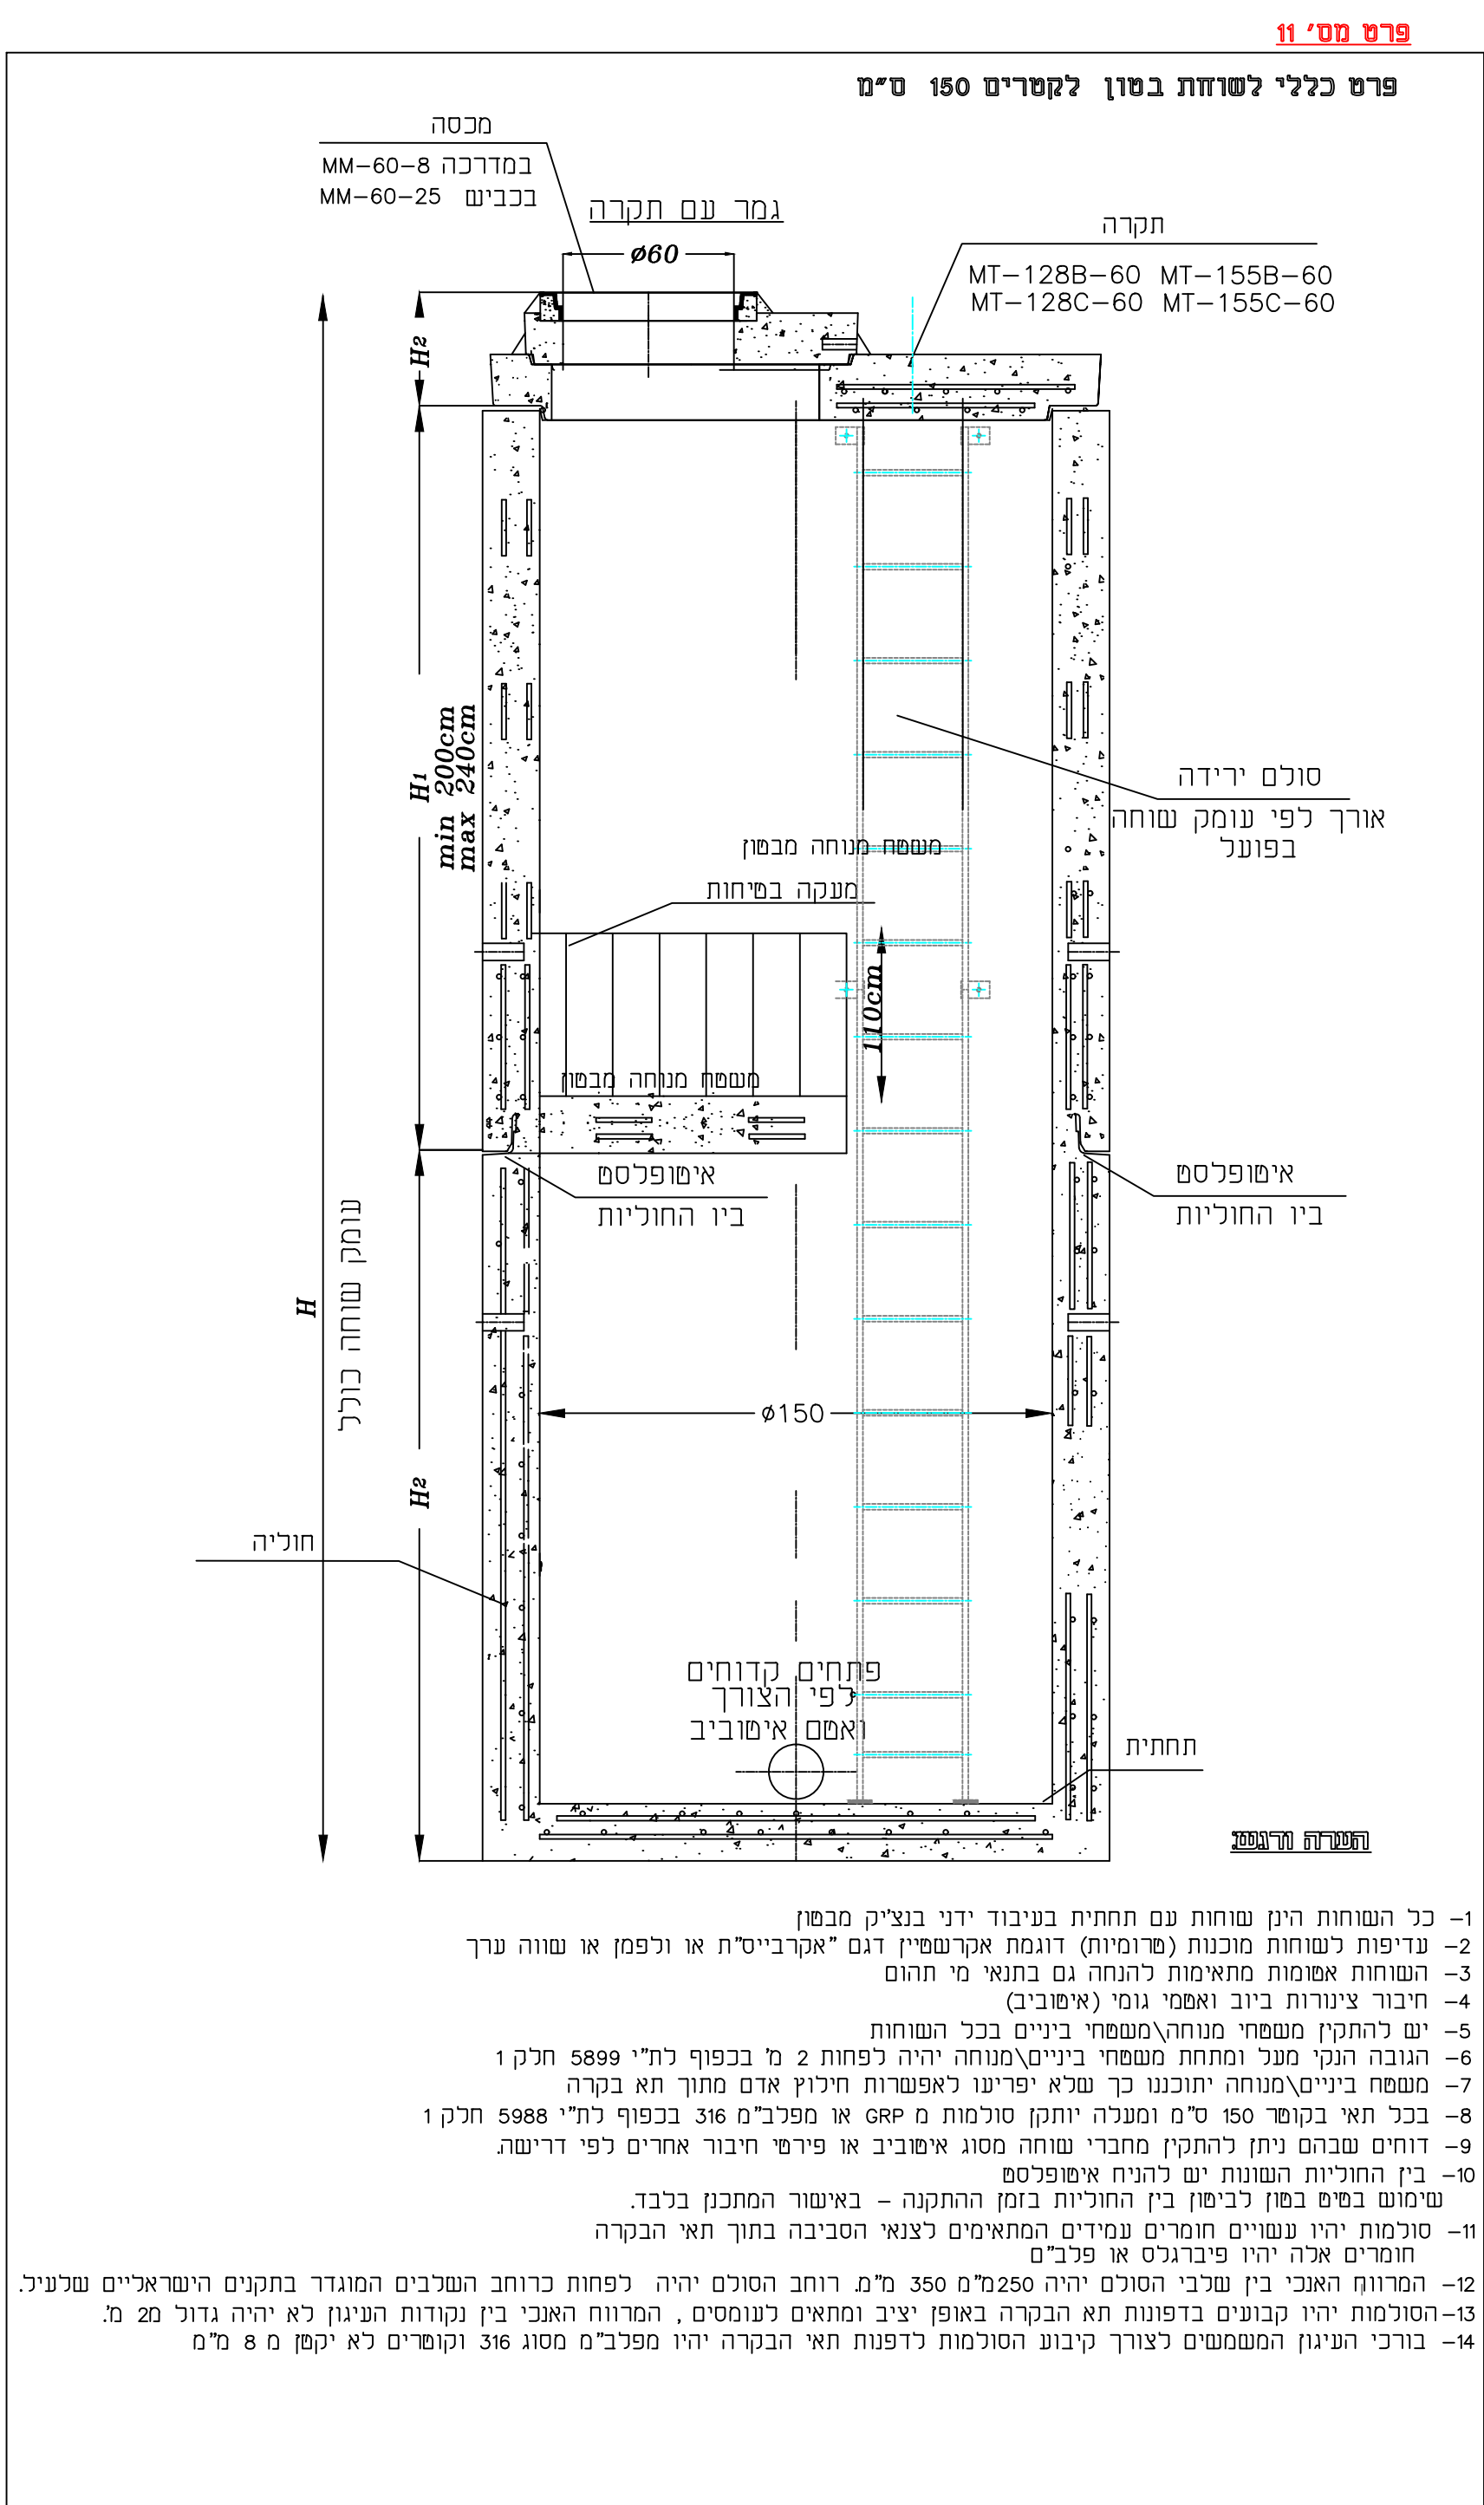 פרט מס' 11
פרט כללי לשוחת בטון לקטרים 150 ס"מ
מכסה
במדרכה MM-60-8
בכביש MM-60-25
גמר עם תקרה
ø60
תקרה
MT-128B-60 MT-155B-60
MT-128C-60 MT-155C-60
H2
H1
min 200cm
max 240cm
סולם ירידה
אורך לפי עומק שוחה
בפועל
משטח מנוחה מבטון
מעקה בטיחות
110cm
משטח מנוחה מבטון
איטופלסט
ביו החוליות
איטופלסט
ביו החוליות
H
עומק שוחה כולל
ø150
H2
חוליה
פתחים קדוחים
לפי הצורך
ואטם איטוביב
תחתית
1- כל השוחות הינן שוחות עם תחתית בעיבוד ידני בנצ'יק מבטון
2- עדיפות לשוחות מוכנות (טרומיות) דוגמת אקרשטיין דגם "אקרבייס"ת או ולפמן או שווה ערך
3- השוחות אטומות מתאימות להנחה גם בתנאי מי תהום
4- חיבור צינורות ביוב ואטמי גומי (איטוביב)
5- יש להתקין משטחי מנוחה\משטחי ביניים בכל השוחות
6- הגובה הנקי מעל ומתחת משטחי ביניים\מנוחה יהיה לפחות 2 מ' בכפוף לת"י 5899 חלק 1
7- משטח ביניים\מנוחה יתוכננו כך שלא יפריעו לאפשרות חילוץ אדם מתוך תא בקרה
8- בכל תאי בקוטר 150 ס"מ ומעלה יותקן סולמות מ GRP או מפלב"מ 316 בכפוף לת"י 5988 חלק 1
9- דוחים שבהם ניתן להתקין מחברי שוחה מסוג איטוביב או פירטי חיבור אחרים לפי דרישה.
10- בין החוליות השונות יש להניח איטופלסט
שימוש בטיט בטון לביטון בין החוליות בזמן ההתקנה - באישור המתכנן בלבד.
11- סולמות יהיו עשויים חומרים עמידים המתאימים לצנאי הסביבה בתוך תאי הבקרה
חומרים אלה יהיו פיברגלס או פלב"ם
12- המרווח האנכי בין שלבי הסולם יהיה 250מ"מ 350 מ"מ. רוחב הסולם יהיה לפחות כרוחב השלבים המוגדר בתקנים הישראליים שלעיל.
13-הסולמות יהיו קבועים בדפונות תא הבקרה באופן יציב ומתאים לעומסים , המרווח האנכי בין נקודות העיגון לא יהיה גדול מ2 מ'.
14- בורכי העיגון המשמשים לצורך קיבוע הסולמות לדפנות תאי הבקרה יהיו מפלב"מ מסוג 316 וקוטרים לא יקטן מ 8 מ"מ